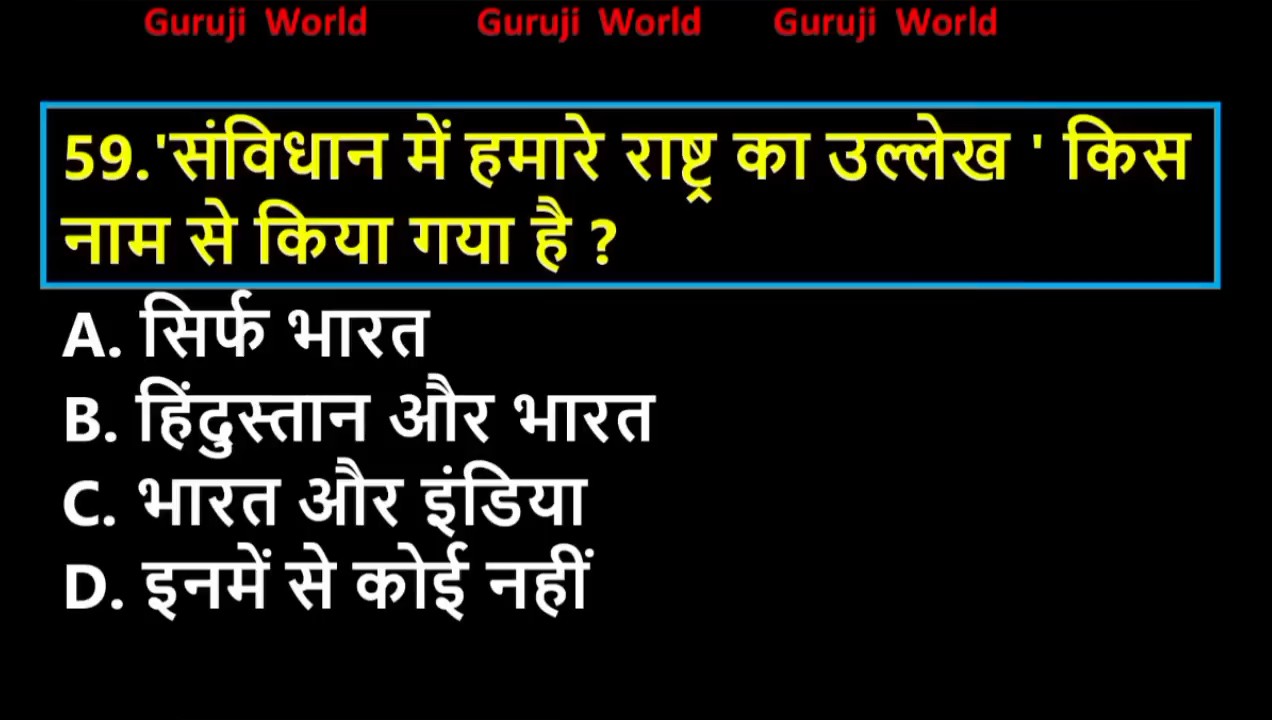 Guruji World Guruji World Guruji World
59.'संविधान में हमारे राष्ट्र का उल्लेख ' किस
नाम से किया गया है ?
A. सिर्फ भारत
B. हिंदुस्तान और भारत
C. भारत और इंडिया
D. इनमें से कोई नहीं